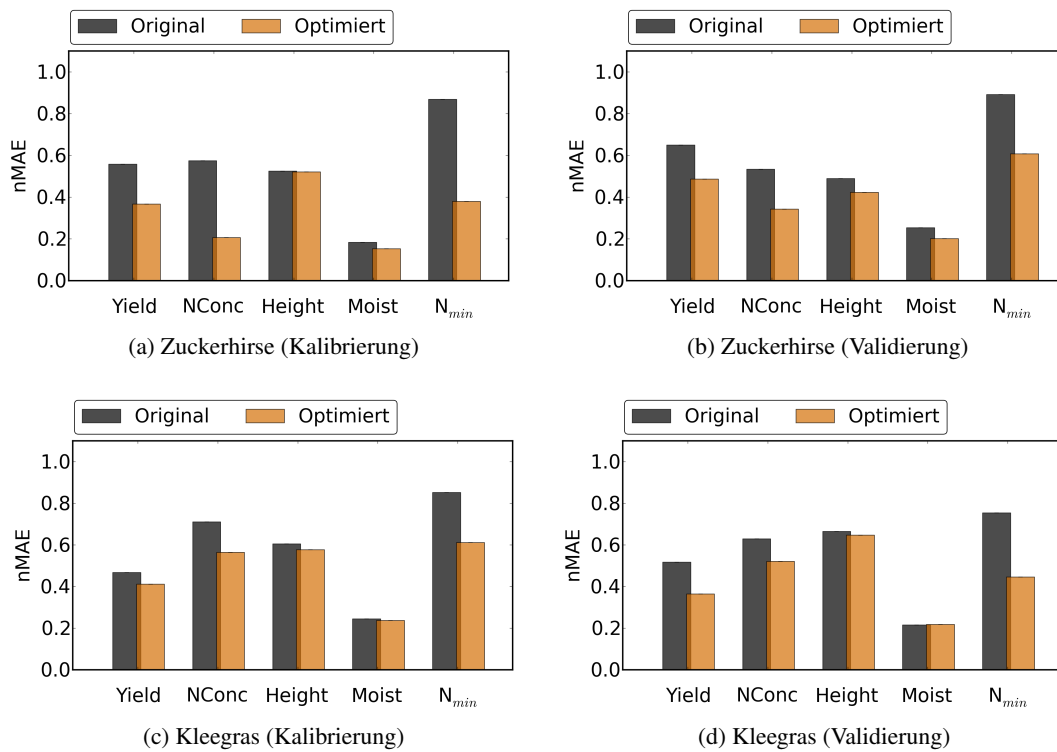 Original Optimiert
1.0
0.8
0.6
0.4
0.2
0.0
nMAE
Yield NConc Height Moist N_min
(a) Zuckerhirse (Kalibrierung)
Original Optimiert
1.0
0.8
0.6
0.4
0.2
0.0
nMAE
Yield NConc Height Moist N_min
(b) Zuckerhirse (Validierung)
Original Optimiert
1.0
0.8
0.6
0.4
0.2
0.0
nMAE
Yield NConc Height Moist N_min
(c) Kleegras (Kalibrierung)
Original Optimiert
1.0
0.8
0.6
0.4
0.2
0.0
nMAE
Yield NConc Height Moist N_min
(d) Kleegras (Validierung)